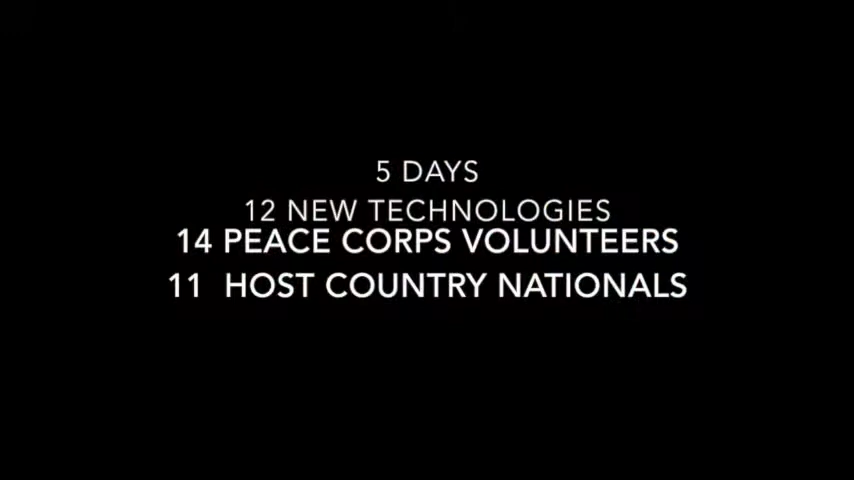 5 DAYS
12 NEW TECHNOLOGIES
14 PEACE CORPS VOLUNTEERS
11 HOST COUNTRY NATIONALS